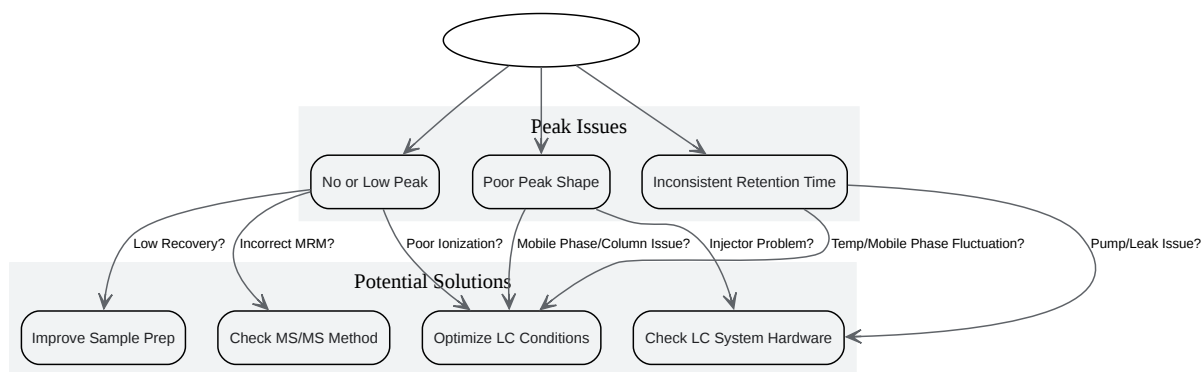 Peak Issues
No or Low Peak
Poor Peak Shape
Inconsistent Retention Time
Low Recovery?
Incorrect MRM?
Poor Ionization?
Mobile Phase/Column Issue?
Injector Problem?
Temp/Mobile Phase Fluctuation?
Pump/Leak Issue?
Potential Solutions
Improve Sample Prep
Check MS/MS Method
Optimize LC Conditions
Check LC System Hardware